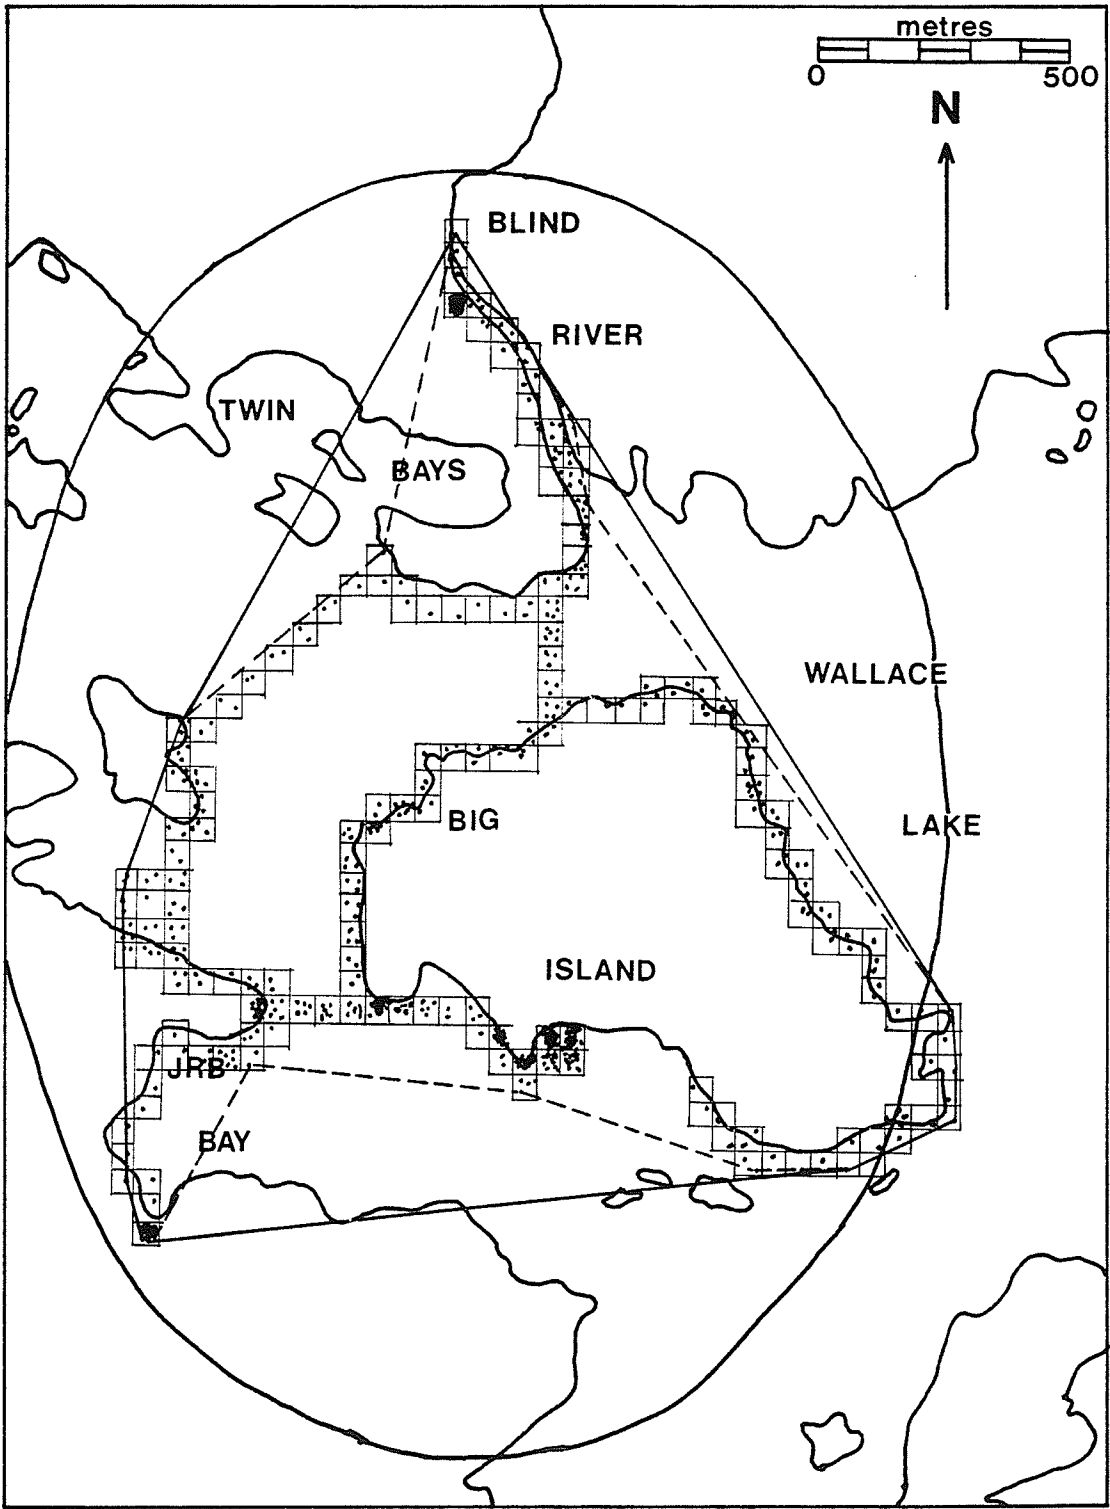 metres
0 500
N
BLIND
RIVER
TWIN
BAYS
WALLACE
BIG
LAKE
ISLAND
JRB
BAY